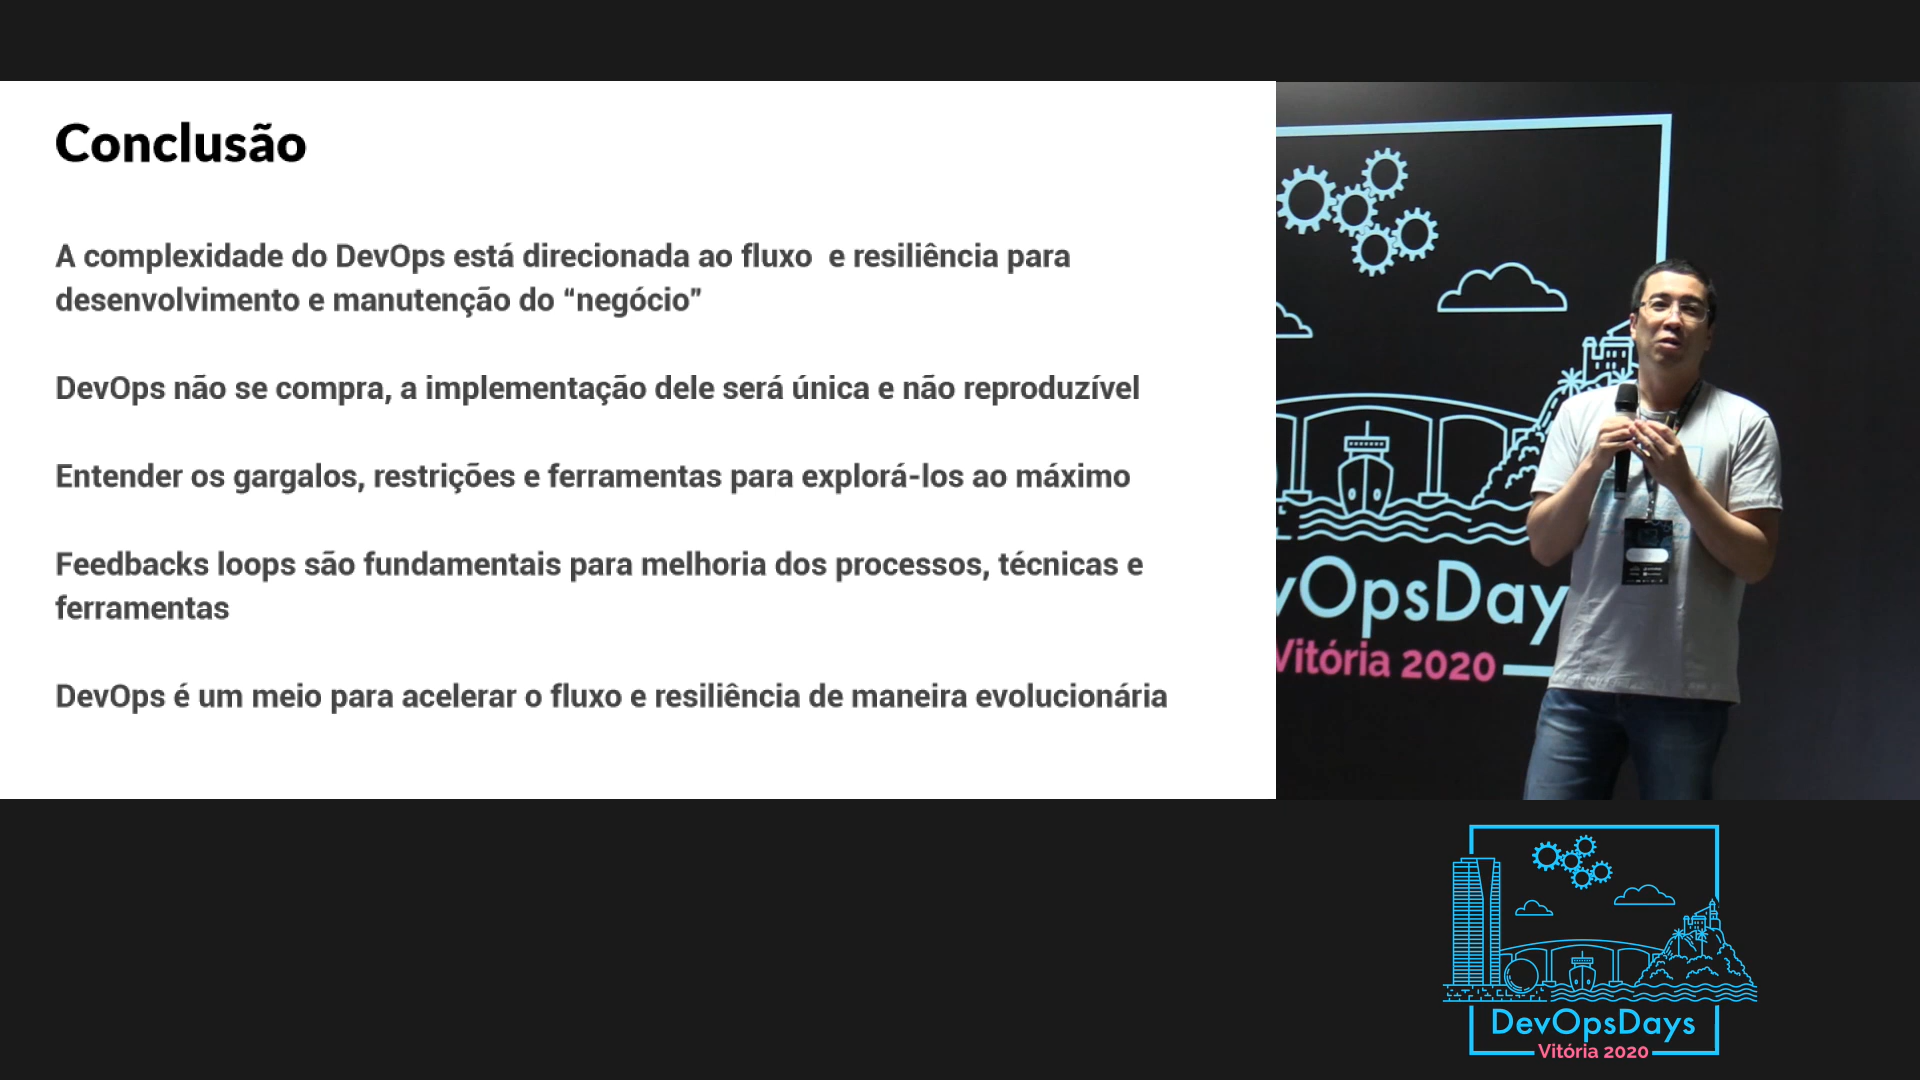 Conclusão
A complexidade do DevOps está direcionada ao fluxo  e resiliência para
desenvolvimento e manutenção do “negócio”
DevOps não se compra, a implementação dele será única e não reproduzível
Entender os gargalos, restrições e ferramentas para explorá-los ao máximo
Feedbacks loops são fundamentais para melhoria dos processos, técnicas e
ferramentas
DevOps é um meio para acelerar o fluxo e resiliência de maneira evolucionária
vOpsDay
Vitória 2020
DevOpsDays
Vitória 2020